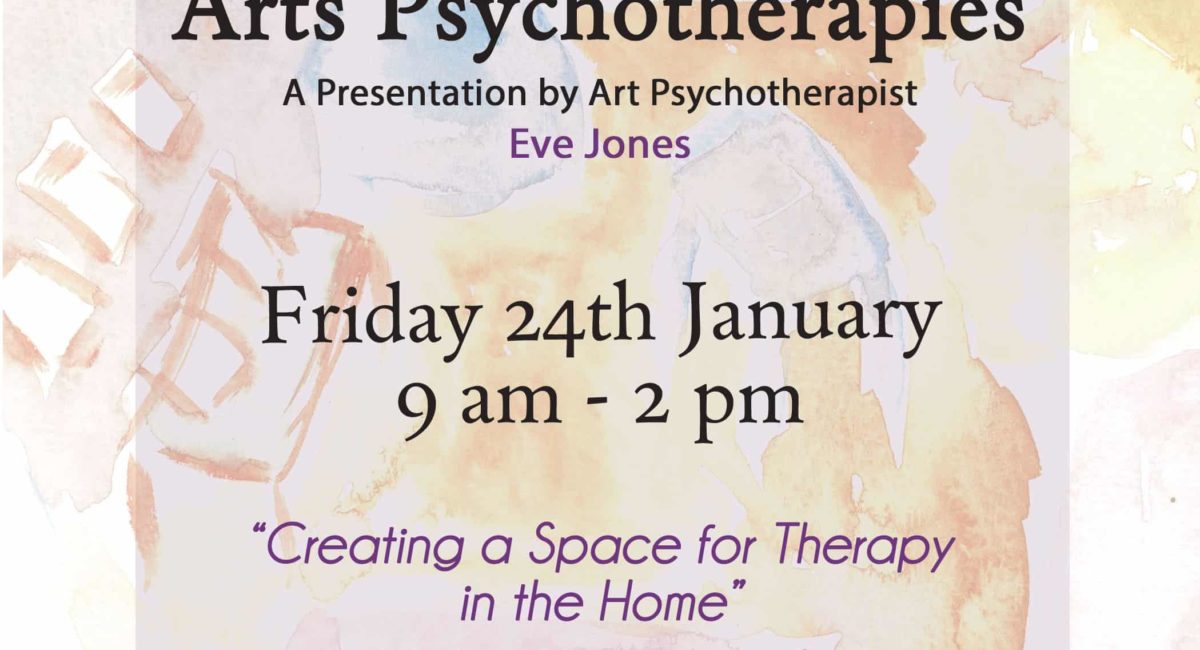 Arts Psychotherapies
A Presentation by Art Psychotherapist
Eve Jones
Friday 24th January
9 am - 2 pm
“Creating a Space for Therapy
in the Home”